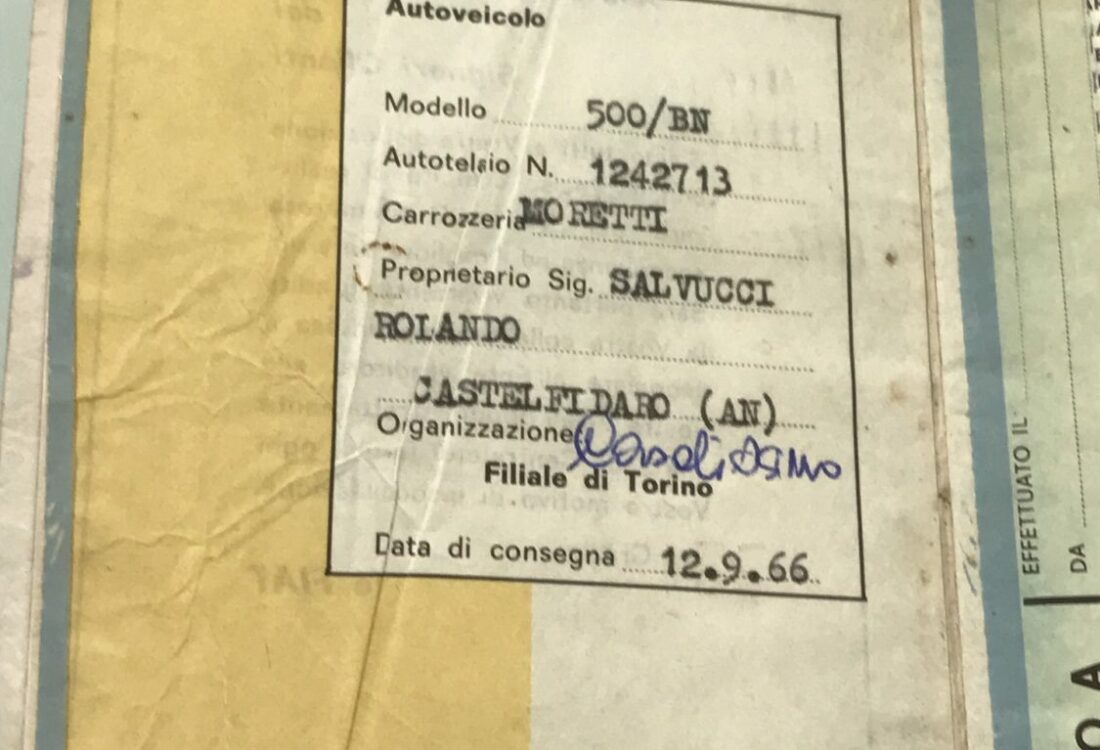 Autoveicolo
Modello 500/BN
Autotelaio N. 1242713
Carrozzeria MORETTI
Proprietario Sig. SALVUCCI
ROLANDO
CASTELFIDARO (AN)
Organizzazione
Filiale di Torino
Data di consegna 12.9.66
EFFETTUATO IL
DA